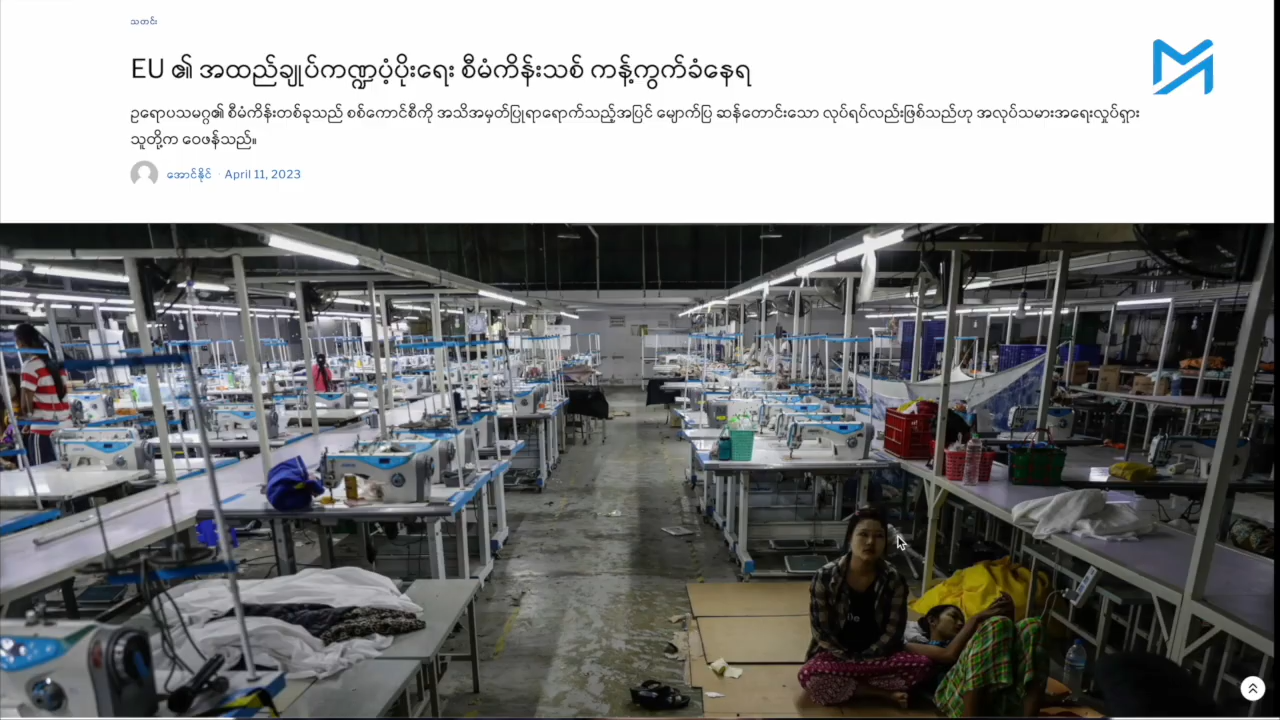 သတင်း
EU ၏ အထည်ချုပ်ကဏ္ဍပံ့ပိုးရေး စီမံကိန်းသစ် ကန့်ကွက်ခံနေရ
ဥရောပသမဂ္ဂ၏ စီမံကိန်းတစ်ခုသည် စစ်ကောင်စီကို အသိအမှတ်ပြုရာရောက်သည့်အပြင် မျှောက်ပြ ဆန်တောင်းသော လုပ်ရပ်လည်းဖြစ်သည်ဟု အလုပ်သမားအရေးလှုပ်ရှား
သူတို့က ဝေဖန်သည်။
အောင်နိုင် · April 11, 2023